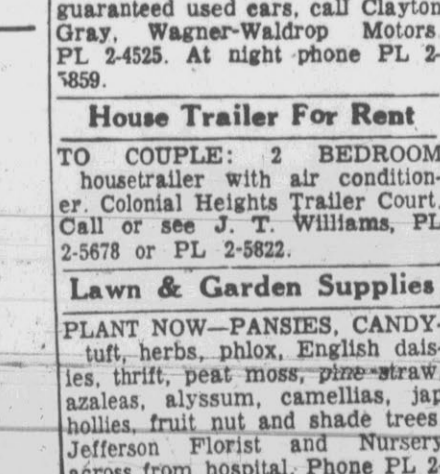 guaranteed used cars, call Clayton
Gray, Wagner-Waldrop Motors
PL 2-4525. At night phone PL 2-
5859.
House Trailer For Rent
TO COUPLE: 2 BEDROOM
housetrailer with air condition-
er. Colonial Heights Trailer Court.
Call or see J. T. Williams, PL
2-5678 or PL 2-5822.
Lawn & Garden Supplies
PLANT NOW—PANSIES, CANDY-
tuft, herbs, phlox, English dais-
ies, thrift, peat moss, pine straw,
azaleas, alyssum, camellias, jap
hollies, fruit nut and shade trees.
Jefferson Florist and Nursery
across from hospital. Phone PL 2-